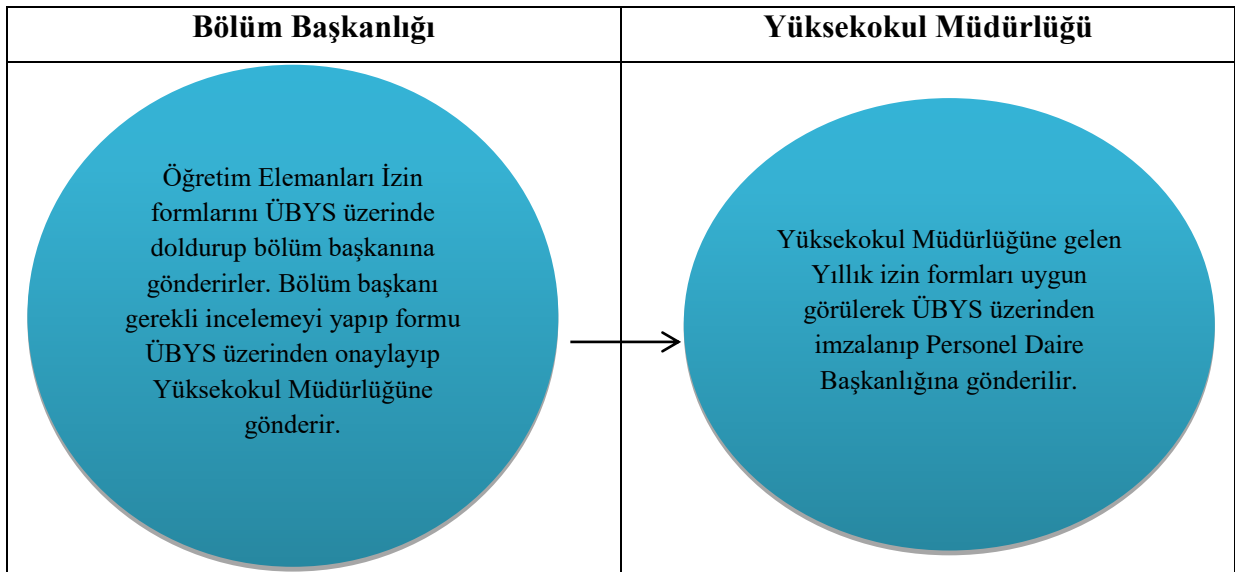 Bölüm Başkanlığı
Yüksekokul Müdürlüğü
Öğretim Elemanları İzin
formlarını ÜBYS üzerinde
doldurup bölüm başkanına
gönderirler. Bölüm başkanı
gerekli incelemeyi yapıp formu
ÜBYS üzerinden onaylayıp
Yüksekokul Müdürlüğüne
gönderir.
Yüksekokul Müdürlüğüne gelen
Yıllık izin formları uygun
görülerek ÜBYS üzerinden
imzalanıp Personel Daire
Başkanlığına gönderilir.